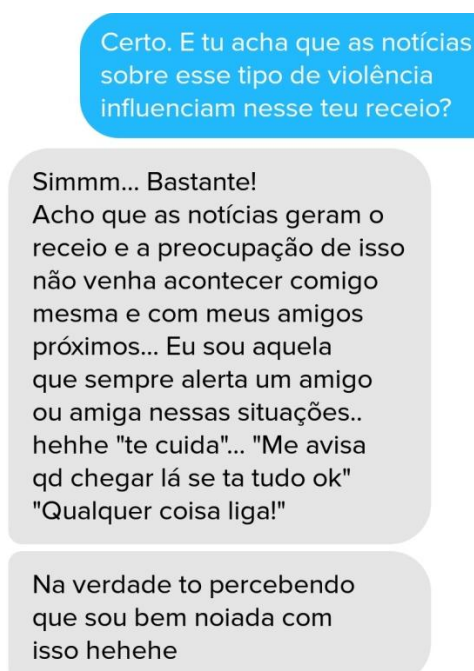 Certo. E tu acha que as notícias
sobre esse tipo de violência
influenciam nesse teu receio?
Simmm... Bastante!
Acho que as notícias geram o
receio e a preocupação de isso
não venha acontecer comigo
mesma e com meus amigos
próximos... Eu sou aquela
que sempre alerta um amigo
ou amiga nessas situações..
hehhe "te cuida"... "Me avisa
qd chegar lá se ta tudo ok"
"Qualquer coisa liga!"
Na verdade to percebendo
que sou bem noiada com
isso hehehe